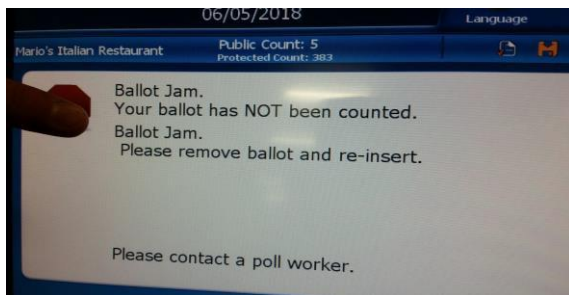 06/05/2018
Language
Mario's Italian Restaurant
Public Count: 5
Protected Count: 383
Ballot Jam.
Your ballot has NOT been counted.
Ballot Jam.
Please remove ballot and re-insert.
Please contact a poll worker.